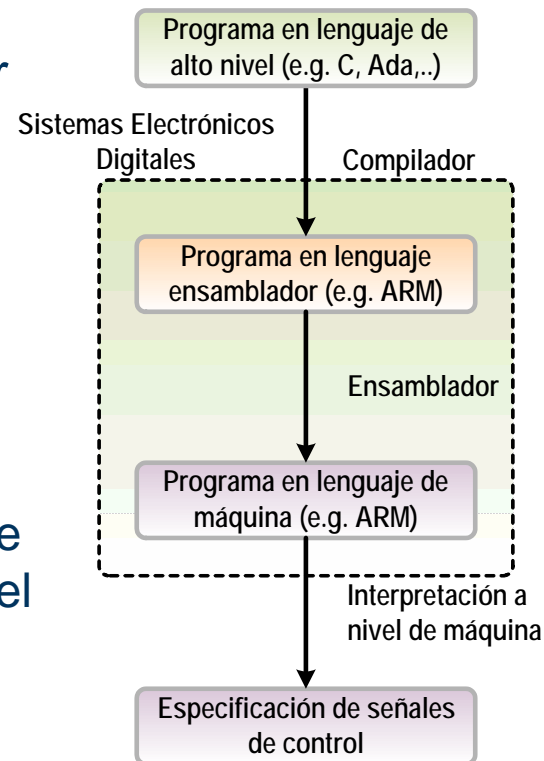 Programa en lenguaje de
alto nivel (e.g. C, Ada,..)
Sistemas Electrónicos
Digitales
Compilador
Programa en lenguaje
ensamblador (e.g. ARM)
Ensamblador
Programa en lenguaje de
máquina (e.g. ARM)
el
Interpretación a
nivel de máquina
Especificación de señales
de control